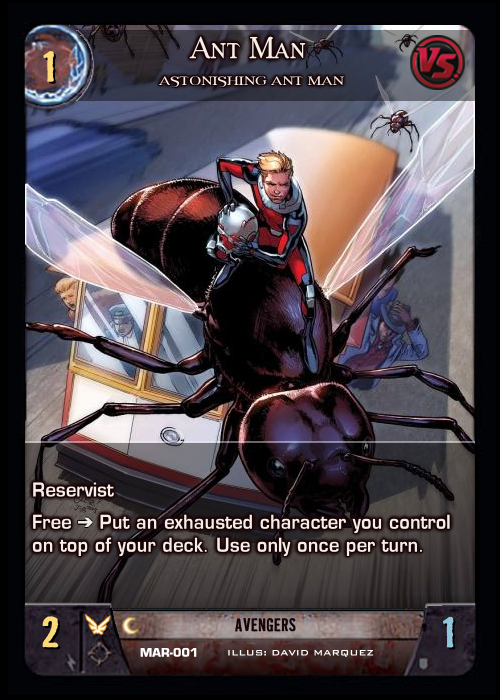 1
Ant Man
VS.
ASTONISHING ANT MAN
Reservist
Free ➔ Put an exhausted character you control
on top of your deck. Use only once per turn.
2
AVENGERS
1
MAR-001 ILLUS: DAVID MARQUEZ